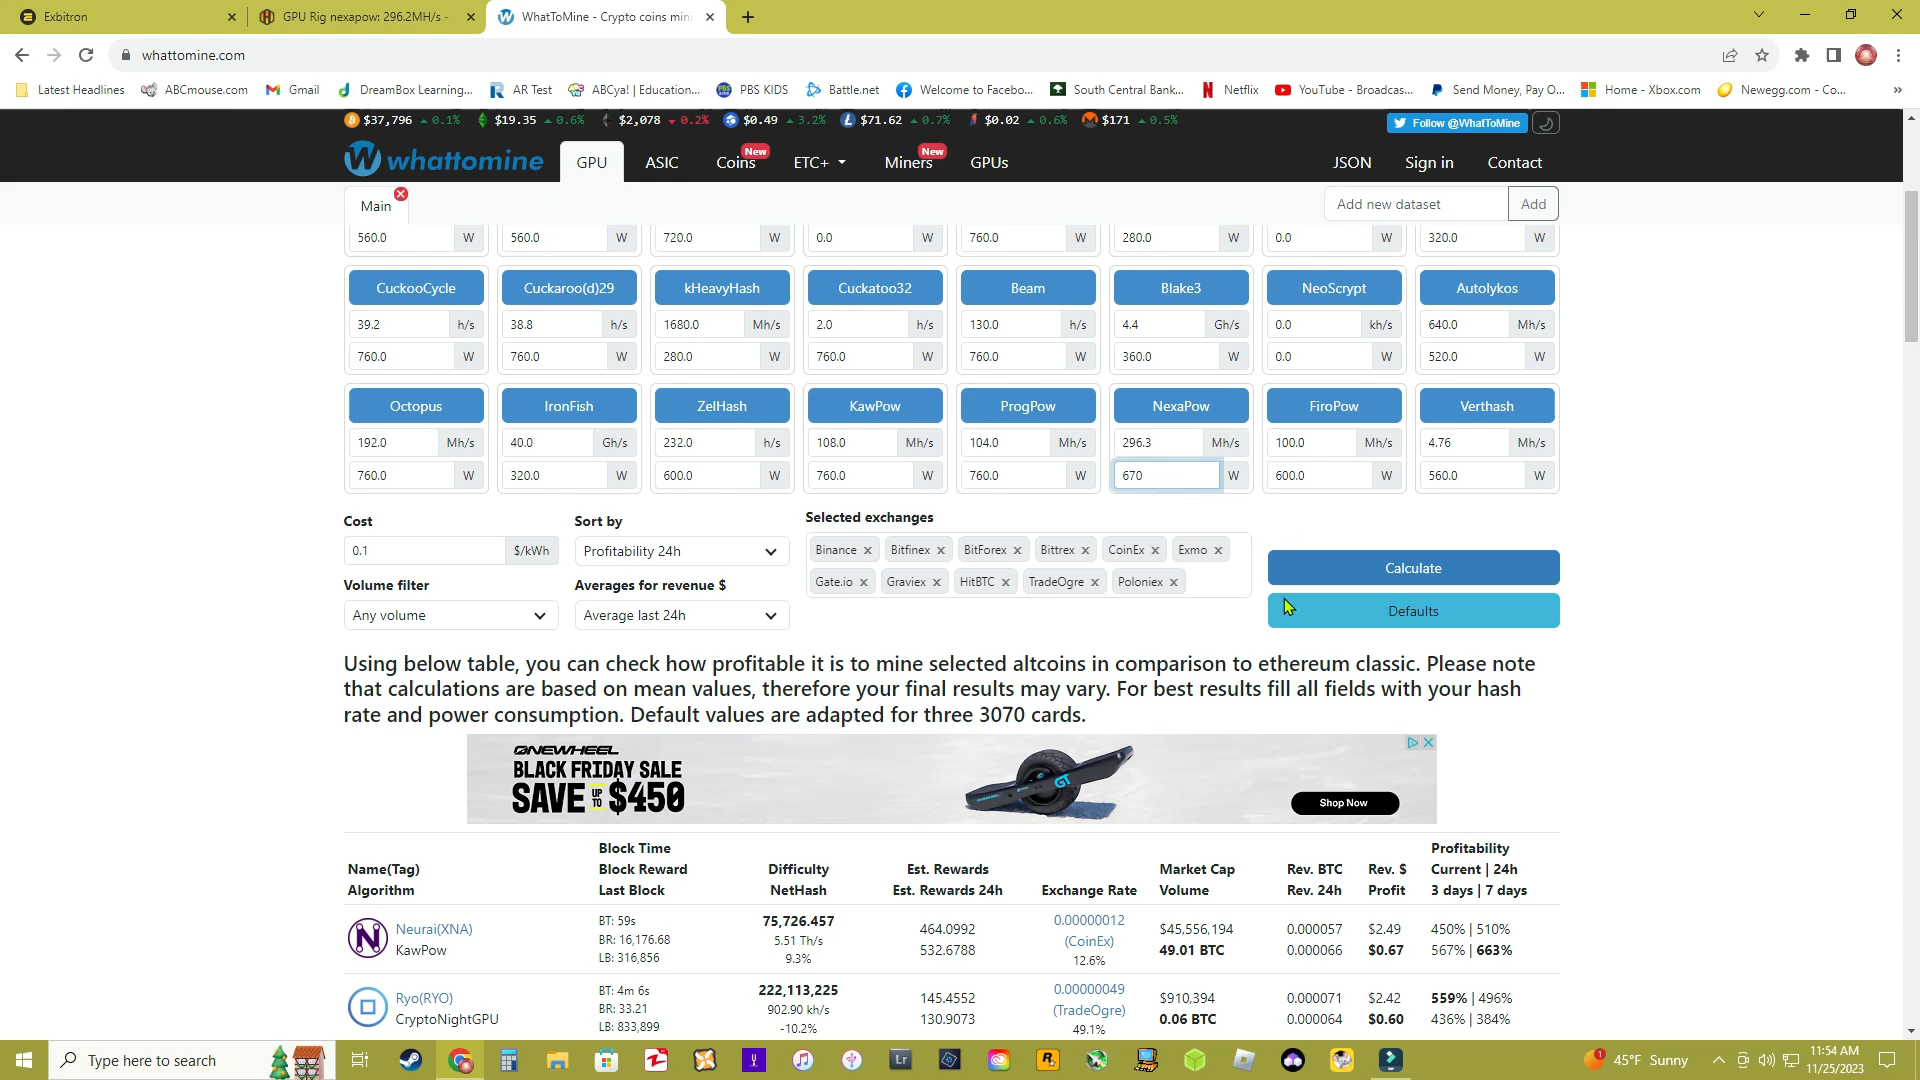 Exbitron
GPU Rig nexapow: 296.2MH/s -
WhatToMine - Crypto coins min
whattomine.com
Latest Headlines ABCmouse.com Gmail DreamBox Learning... AR Test ABCya! | Education... PBS KIDS Battle.net Welcome to Facebo... South Central Bank... Netflix YouTube - Broadcas... Send Money, Pay O... Home - Xbox.com Newegg.com - Co... »
$37,796 0.1% $19.35 0.6% $2,078 0.2% $0.49 3.2% $71.62 0.7% $0.02 0.6% $171 0.5%
Follow @WhatToMine
whattomine GPU ASIC Coins New ETC+ Miners New GPUs JSON Sign in Contact
Main Add new dataset Add
560.0 W 560.0 W 720.0 W 0.0 W 760.0 W 280.0 W 0.0 W 320.0 W
CuckooCycle Cuckaroo(d)29 kHeavyHash Cuckatoo32 Beam Blake3 NeoScrypt Autolykos
39.2 h/s 38.8 h/s 1680.0 Mh/s 2.0 h/s 130.0 h/s 4.4 Gh/s 0.0 kh/s 640.0 Mh/s
760.0 W 760.0 W 280.0 W 760.0 W 760.0 W 360.0 W 0.0 W 520.0 W
Octopus IronFish ZelHash KawPow ProgPow NexaPow FiroPow Verthash
192.0 Mh/s 40.0 Gh/s 232.0 h/s 108.0 Mh/s 104.0 Mh/s 296.3 Mh/s 100.0 Mh/s 4.76 Mh/s
760.0 W 320.0 W 600.0 W 760.0 W 760.0 W 670 W 600.0 W 560.0 W
Cost Sort by Selected exchanges
0.1 $/kWh Profitability 24h Binance Bitfinex BitForex Bittrex CoinEx Exmo
Calculate
Volume filter Averages for revenue $ Gate.io Graviex HitBTC TradeOgre Poloniex
Any volume Average last 24h Defaults
Using below table, you can check how profitable it is to mine selected altcoins in comparison to ethereum classic. Please note
that calculations are based on mean values, therefore your final results may vary. For best results fill all fields with your hash
rate and power consumption. Default values are adapted for three 3070 cards.
ONEWHEEL
BLACK FRIDAY SALE
SAVE UP TO $450
GT
Shop Now
Block Time Profitability
Name(Tag) Block Reward Difficulty Est. Rewards Market Cap Rev. BTC Rev. $ Current | 24h
Algorithm Last Block NetHash Est. Rewards 24h Exchange Rate Volume Rev. 24h Profit 3 days | 7 days
BT: 59s 75,726.457 0.00000012
Neurai(XNA) 464.0992 $45,556,194 0.000057 $2.49 450% | 510%
BR: 16,176.68 5.51 Th/s (CoinEx)
KawPow 532.6788 49.01 BTC 0.000066 $0.67 567% | 663%
LB: 316,856 9.3% 12.6%
BT: 4m 6s 222,113,225 0.00000049
Ryo(RYO) 145.4552 $910,394 0.000071 $2.42 559% | 496%
BR: 33.21 902.90 kh/s (TradeOgre)
CryptoNightGPU 130.9073 0.06 BTC 0.000064 $0.60 436% | 384%
LB: 833,899 -10.2% 49.1%
Type here to search
Lr
1
45°F Sunny
11:54 AM
11/25/2023